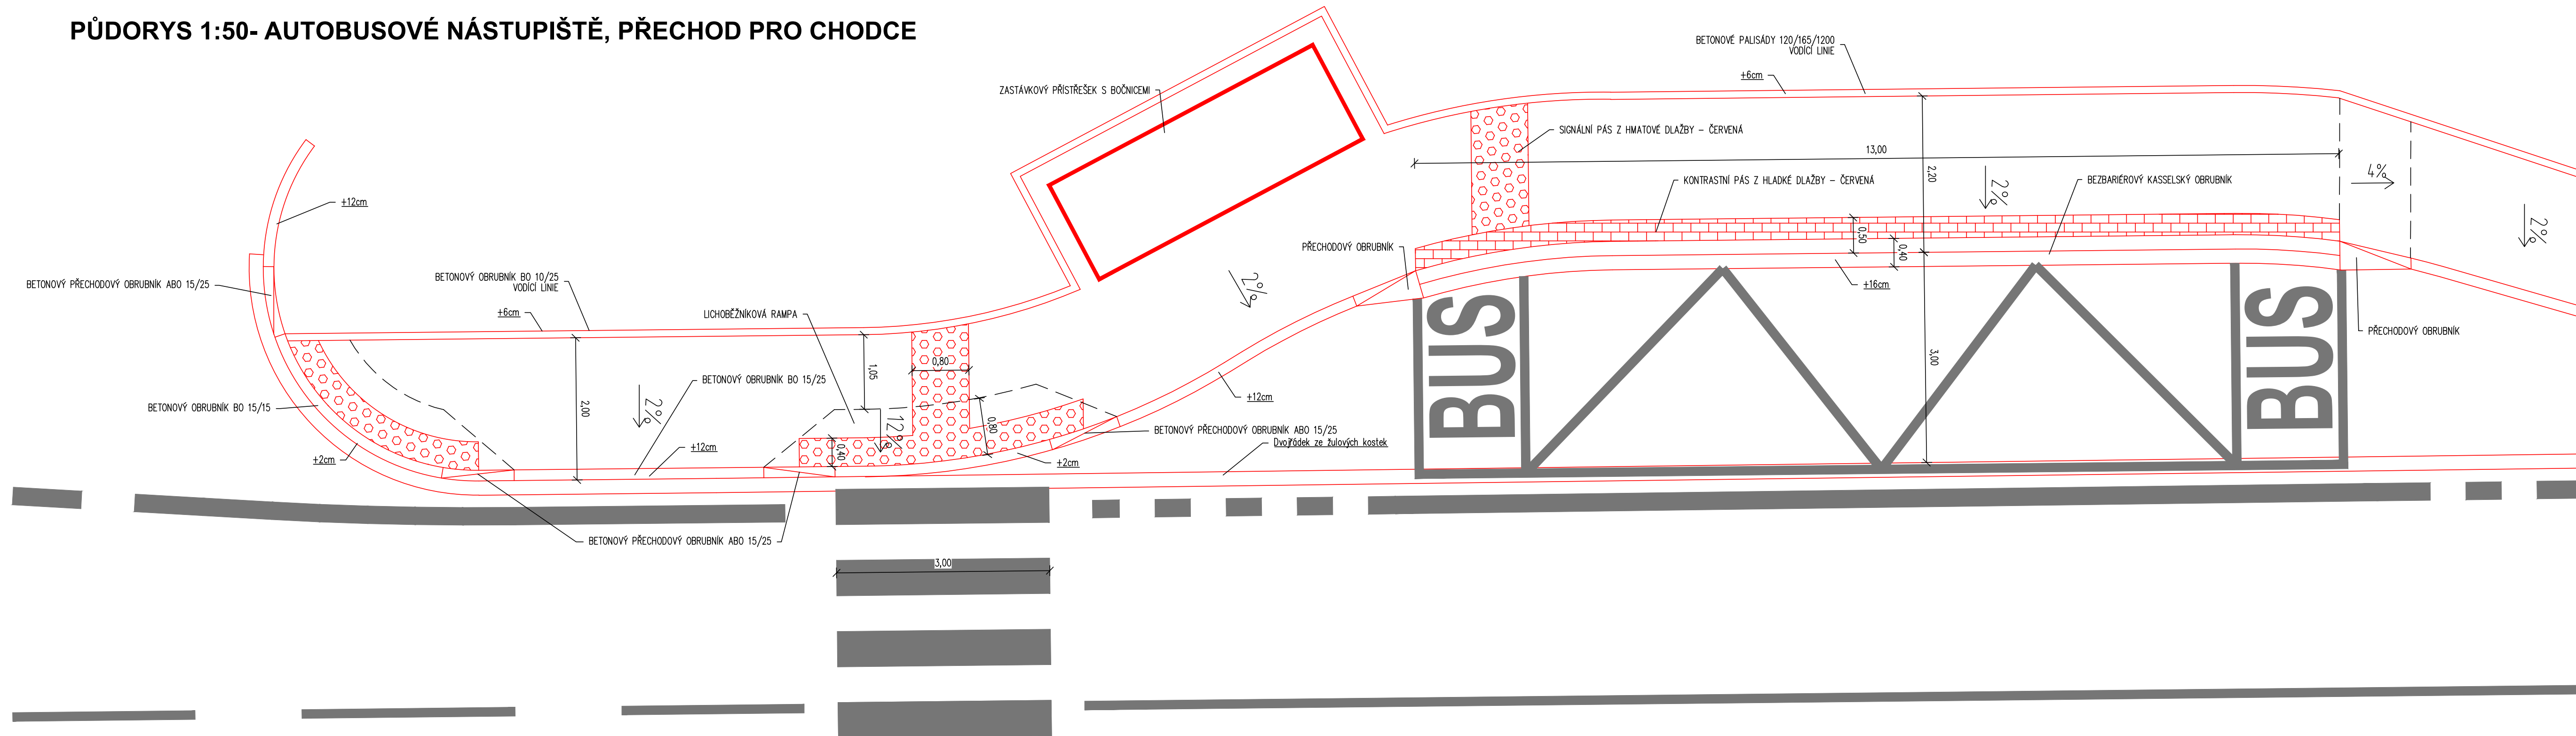 PŮDORYS 1:50- AUTOBUSOVÉ NÁSTUPIŠTĚ, PŘECHOD PRO CHODCE
BETONOVÉ PALISÁDY 120/165/1200
VODÍCÍ LINIE
+6cm
ZASTÁVKOVÝ PŘÍSTŘEŠEK S BOČNICEMI
SIGNÁLNÍ PÁS Z HMATOVÉ DLAŽBY – ČERVENÁ
13,00
2,20
4%
KONTRASTNÍ PÁS Z HLADKÉ DLAŽBY – ČERVENÁ
2%
BEZBARIÉROVÝ KASSELSKÝ OBRUBNÍK
+12cm
2%
0,50
0,40
PŘECHODOVÝ OBRUBNÍK
BETONOVÝ PŘECHODOVÝ OBRUBNÍK ABO 15/25
BETONOVÝ OBRUBNÍK BO 10/25
VODÍCÍ LINIE
2%
+16cm
+6cm
LICHOBĚŽNÍKOVÁ RAMPA
BUS
BUS
PŘECHODOVÝ OBRUBNÍK
3,00
0,80
1,05
BETONOVÝ OBRUBNÍK BO 15/25
+12cm
BETONOVÝ OBRUBNÍK BO 15/15
2,00
2%
0,80
12%
BETONOVÝ PŘECHODOVÝ OBRUBNÍK ABO 15/25
Dvojřádek ze žulových kostek
+12cm
0,40
+2cm
+2cm
BETONOVÝ PŘECHODOVÝ OBRUBNÍK ABO 15/25
3,00